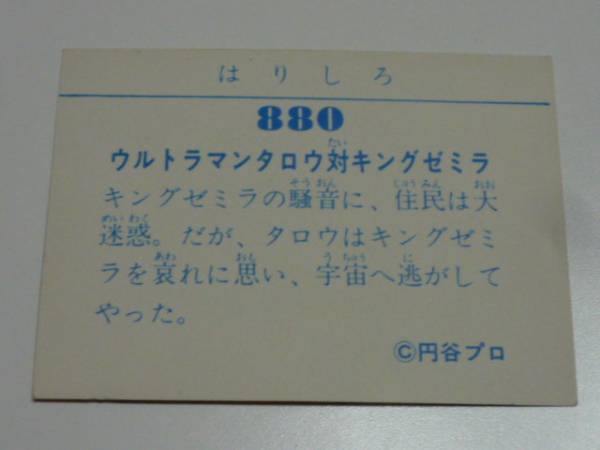 はりしろ
880
ウルトラマンタロウ対キングゼミラ
キングゼミラの騒音に、住民は大
迷惑。だが、タロウはキングゼミ
ラを哀れに思い、宇宙へ逃がして
やった。
©円谷プロ